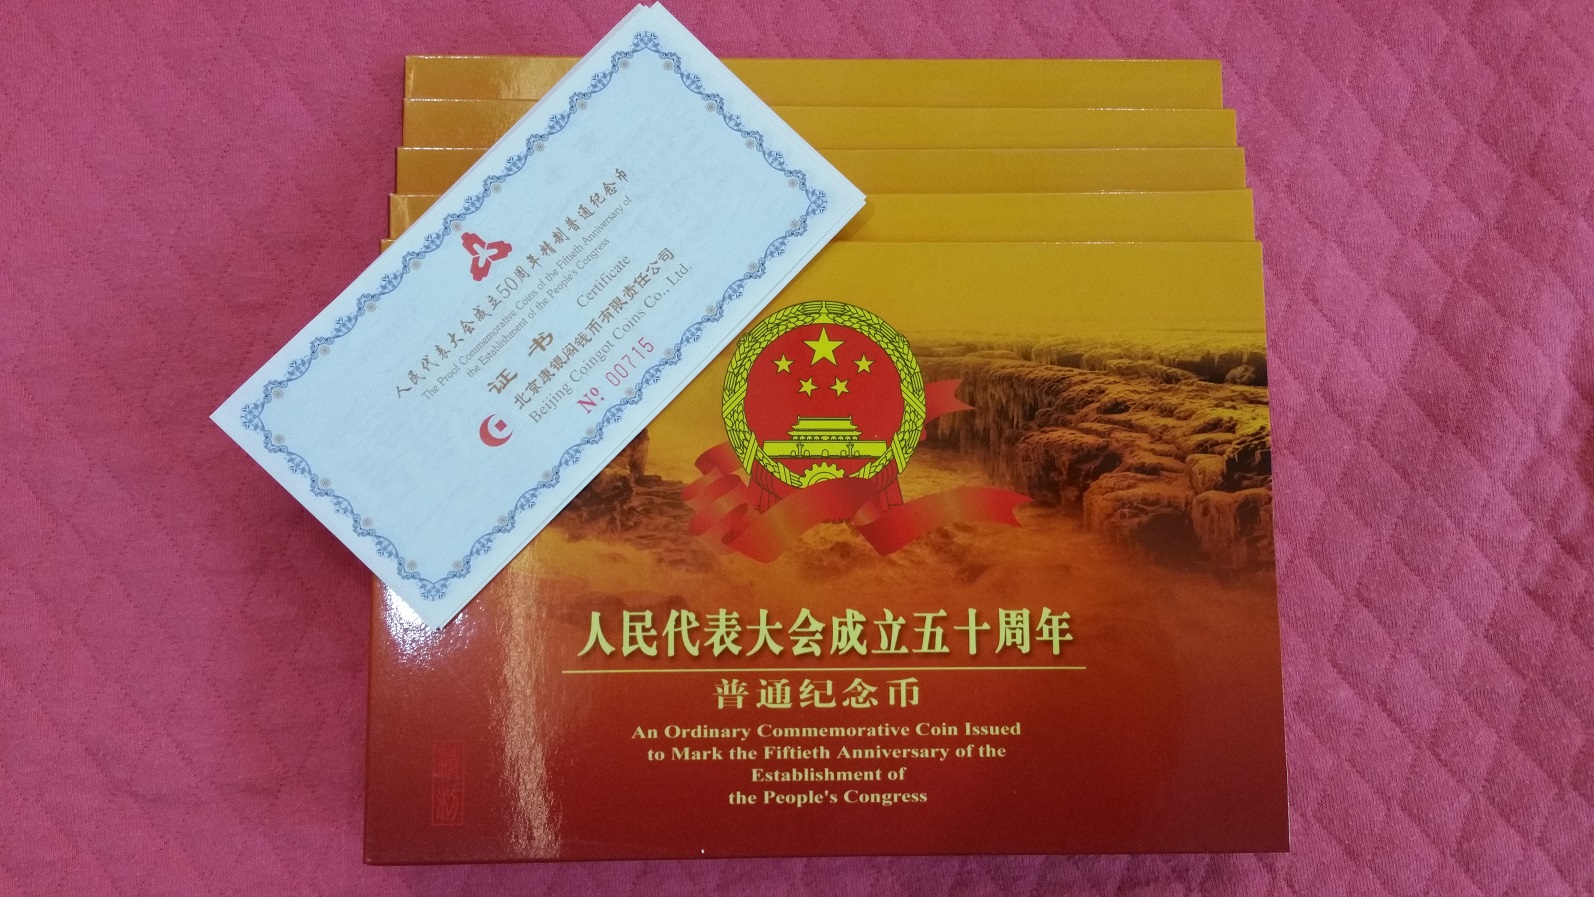 人民代表大会成立50周年精制普通纪念币
The Proof Commemorative Coins of the Fiftieth Anniversary of
the Establishment of the People's Congress
证 书 Certificate
北京康银阁钱币有限责任公司
Beijing Coingot Coins Co., Ltd.
Nº. 00715
人民代表大会成立五十周年
普通纪念币
An Ordinary Commemorative Coin Issued
to Mark the Fiftieth Anniversary of the
Establishment of
the People's Congress